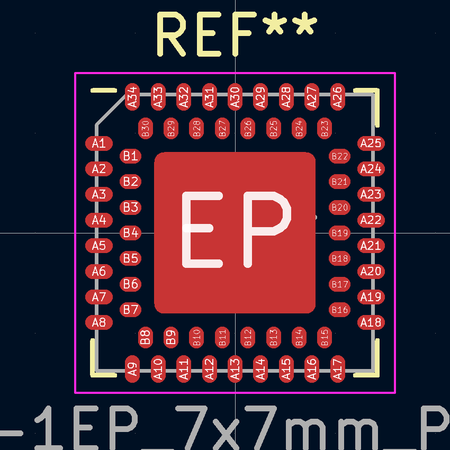 REF**
A34 A33 A32 A31 A30 A29 A28 A27 A26
B30 B29 B28 B27 B26 B25 B24 B23
A1 A25
B1 B22
A2 A24
B2 B21
A3 A23
B3 B20
A4 A22
B4 B19
A5 A21
B5 B18
A6 A20
B6 B17
A7 A19
B7 B16
A8 A18
EP
B8 B9 B10 B11 B12 B13 B14 B15
A9 A10 A11 A12 A13 A14 A15 A16 A17
-1EP_7x7mm_P